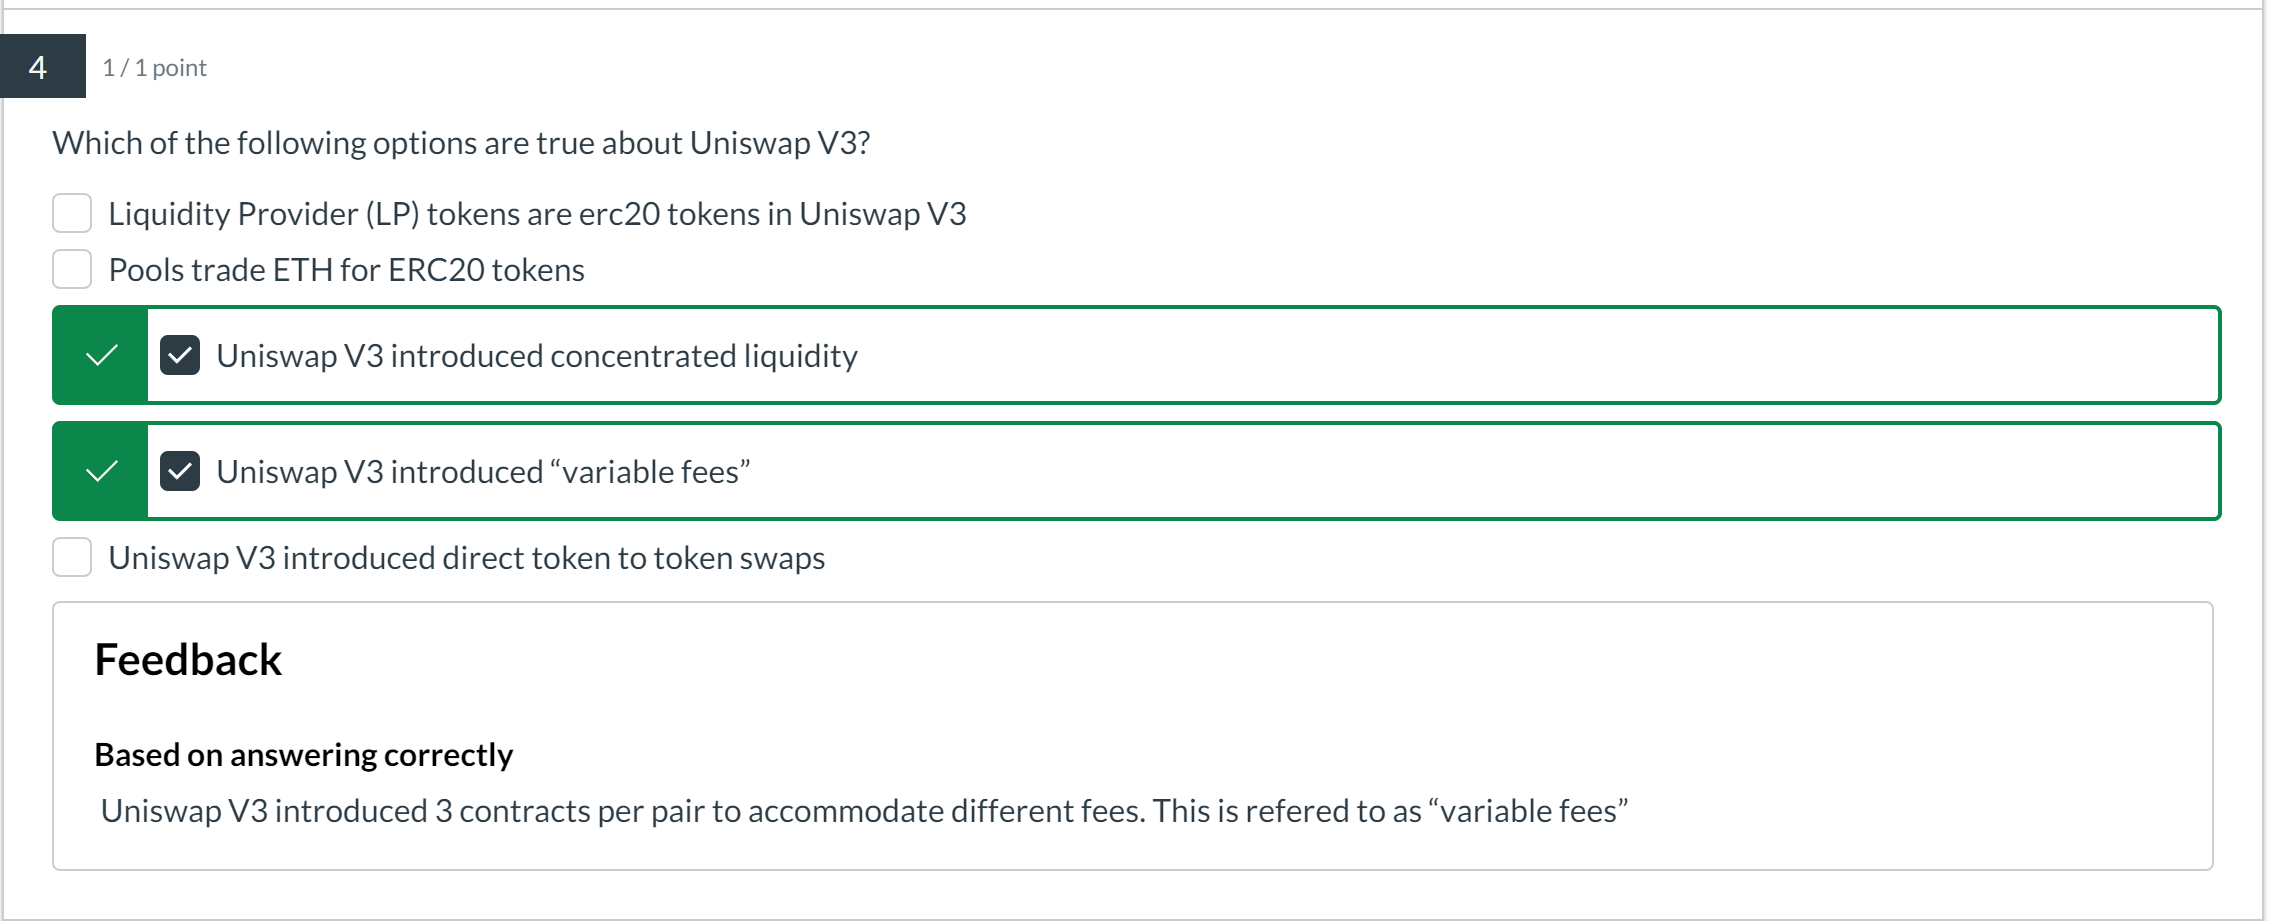 4
1 / 1 point
Which of the following options are true about Uniswap V3?
Liquidity Provider (LP) tokens are erc20 tokens in Uniswap V3
Pools trade ETH for ERC20 tokens
Uniswap V3 introduced concentrated liquidity
Uniswap V3 introduced “variable fees”
Uniswap V3 introduced direct token to token swaps
Feedback
Based on answering correctly
Uniswap V3 introduced 3 contracts per pair to accommodate different fees. This is refered to as “variable fees”